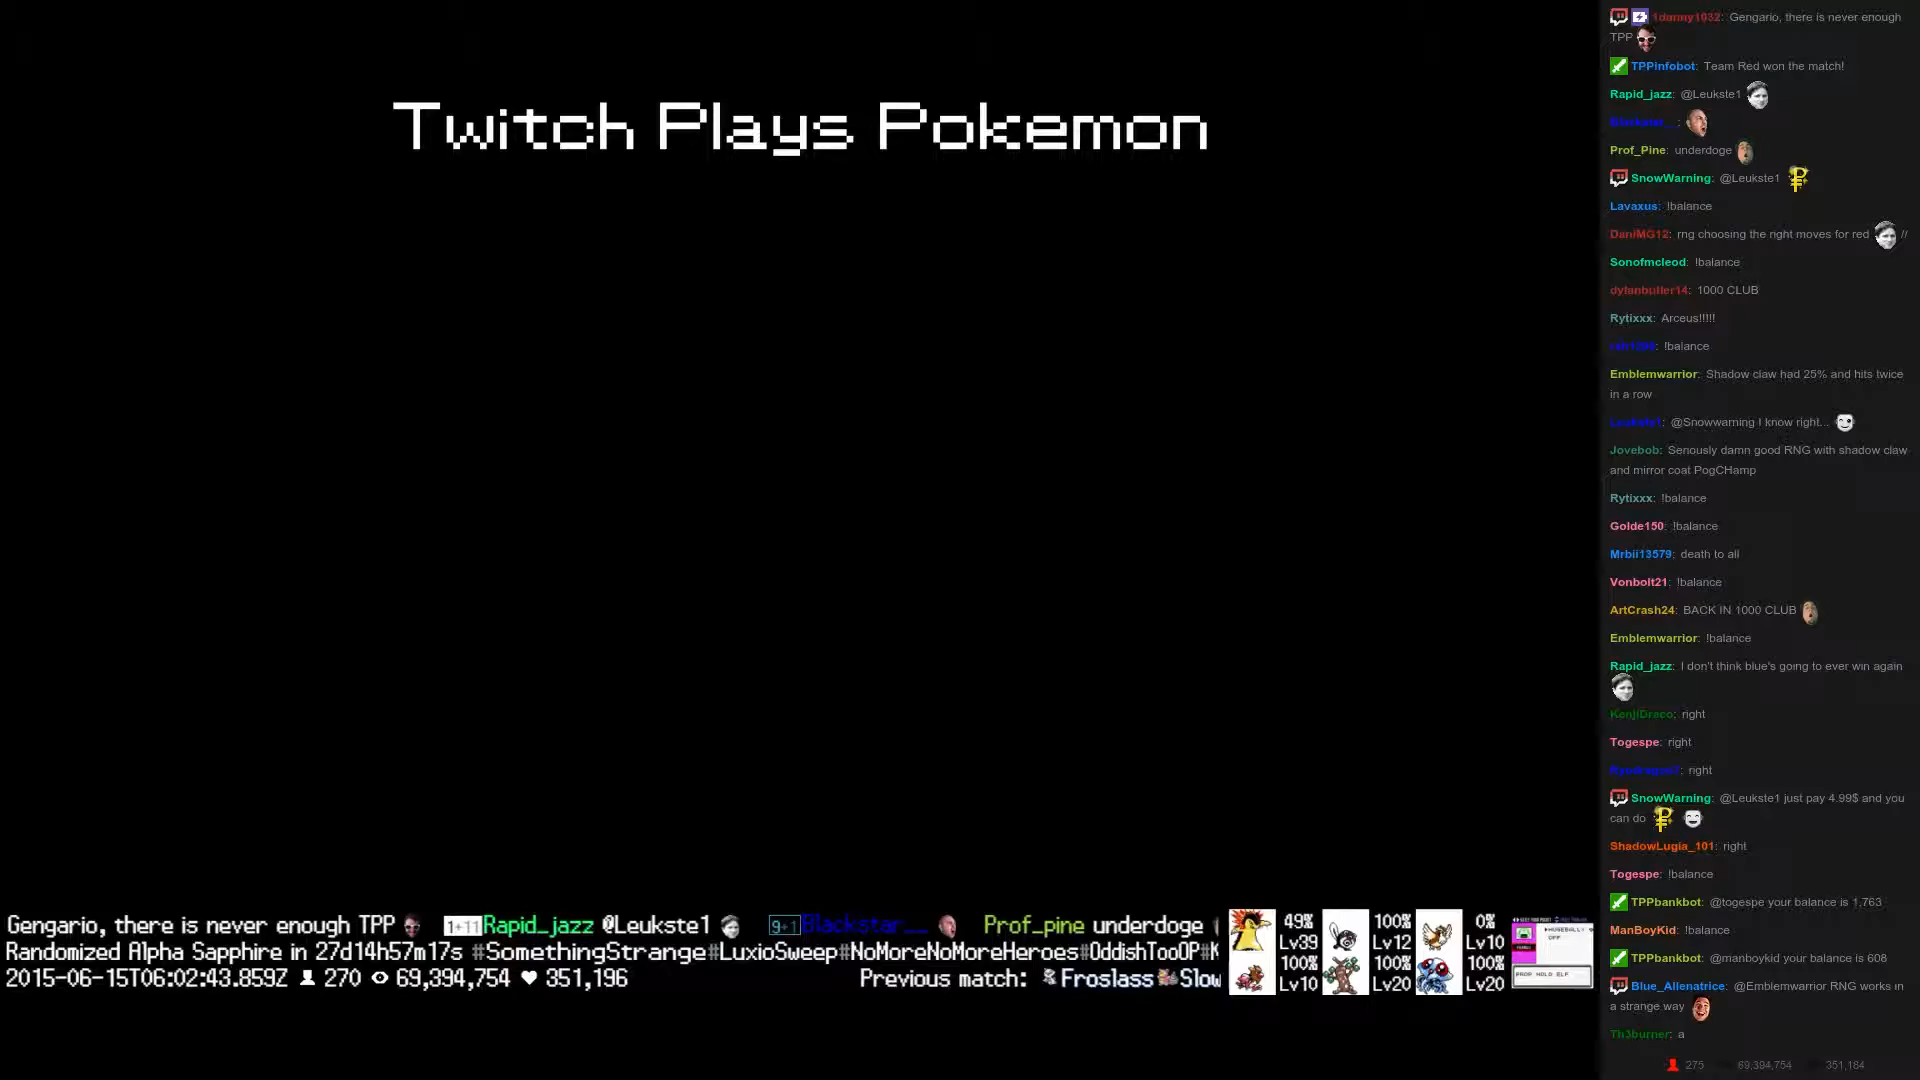 Twitch Plays Pokemon
1danny1032: Gengario, there is never enough
TPP
TPPinfobot: Team Red won the match!
Rapid_jazz: @Leukste1
Blackstar__:
Prof_Pine: underdoge
SnowWarning: @Leukste1
Lavaxus: !balance
DaniMG12: rng choosing the right moves for red //
Sonofmcleod: !balance
dylanbutler14: 1000 CLUB
Rytixxx: Arceus!!!!!
!balance
Emblemwarrior: Shadow claw had 25% and hits twice
in a row
Leukste1: @Snowwarning I know right...
Jovebob: Seriously damn good RNG with shadow claw
and mirror coat PogCHamp
Rytixxx: !balance
Golde150: !balance
Mrbii13579: death to all
Vonbolt21: !balance
ArtCrash24: BACK IN 1000 CLUB
Emblemwarrior: !balance
Rapid_jazz: I don't think blue's going to ever win again
KenjiDraco: right
Togespe: right
right
SnowWarning: @Leukste1 just pay 4.99$ and you
can do
ShadowLugia_101: right
Togespe: !balance
TPPbankbot: @togespe your balance is 1,763
ManBoyKid: !balance
TPPbankbot: @manboykid your balance is 608
Blue_Allenatrice: @Emblemwarrior RNG works in
a strange way
Th3burner: a
275 69,394,754 351,184
Gengario, there is never enough TPP 1+11 Rapid_jazz @Leukste1 9+1 Blackstar__ Prof_pine underdoge
Randomized Alpha Sapphire in 27d14h57m17s #SomethingStrange#LuxioSweep#NoMoreNoMoreHeroes#OddishTooOP#K
2015-06-15T06:02:43.859Z 270 69,394,754 351,196 Previous match: Froslass Slow
49% 100% 0%
Lv39 Lv12 Lv10
100% 100% 100%
Lv10 Lv20 Lv20